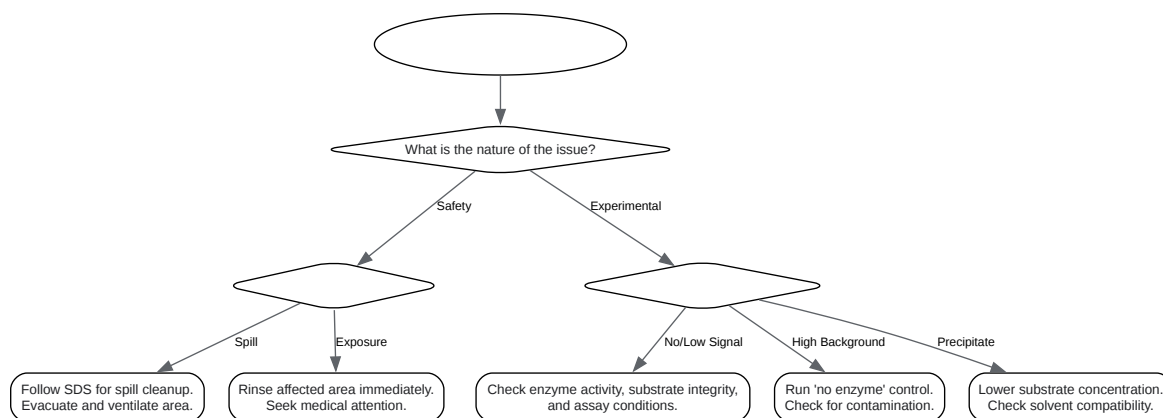 What is the nature of the issue?
Safety
Experimental
Spill
Exposure
No/Low Signal
High Background
Precipitate
Follow SDS for spill cleanup.
Evacuate and ventilate area.
Rinse affected area immediately.
Seek medical attention.
Check enzyme activity, substrate integrity,
and assay conditions.
Run 'no enzyme' control.
Check for contamination.
Lower substrate concentration.
Check solvent compatibility.